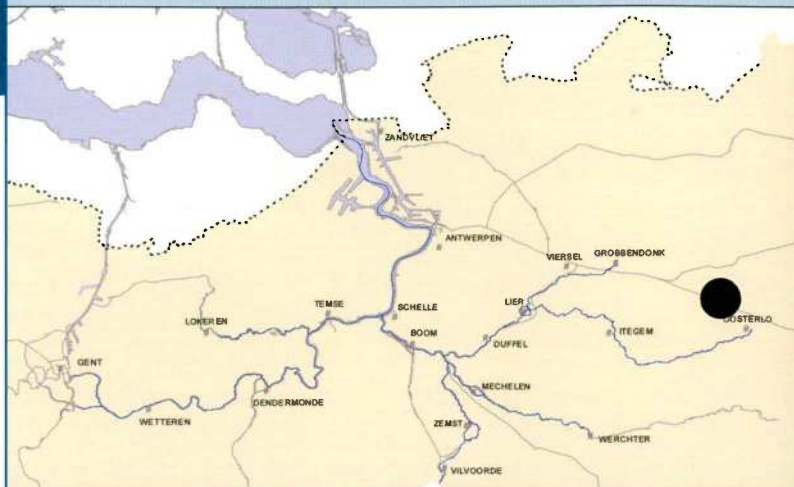 ZANDVLIET
ANTWERPEN
VIERSEL
GROBBENDONK
TEMSE
SCHELLE
LIER
LOKEREN
BOOM
DUFFEL
ITEGEM
OOSTERLO
GENT
DENDERMONDE
MECHELEN
WETTEREN
ZEMST
WERCHTER
VILVOORDE